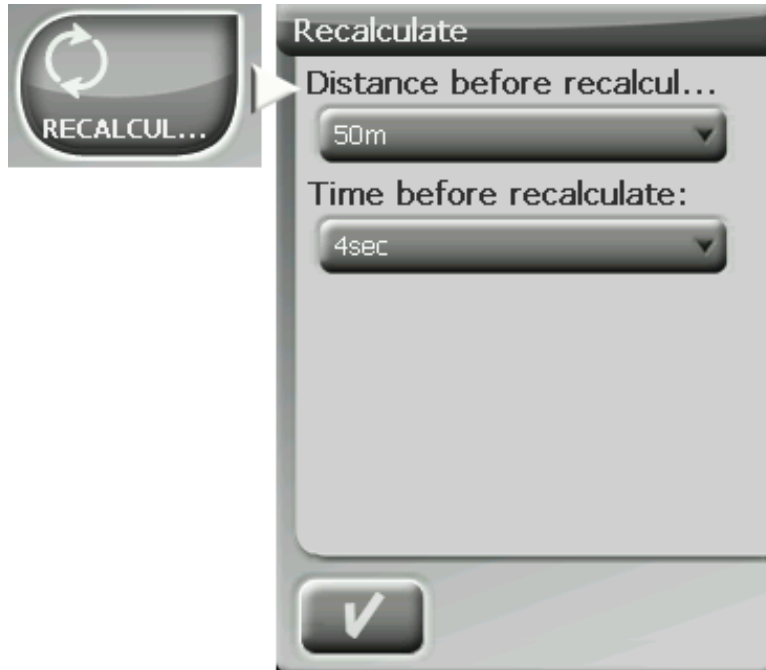 RECALCUL...
Recalculate
Distance before recalcul...
50m
Time before recalculate:
4sec